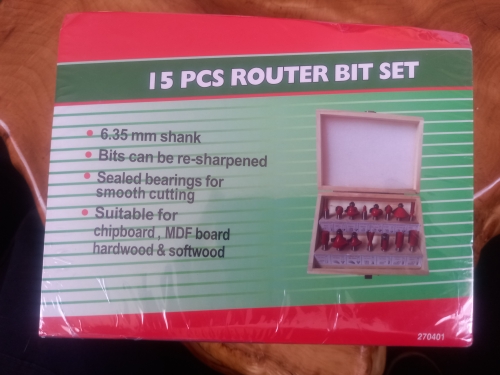 15 PCS ROUTER BIT SET
6.35 mm shank
Bits can be re-sharpened
Sealed bearings for
smooth cutting
Suitable for
chipboard, MDF board
hardwood & softwood
270401